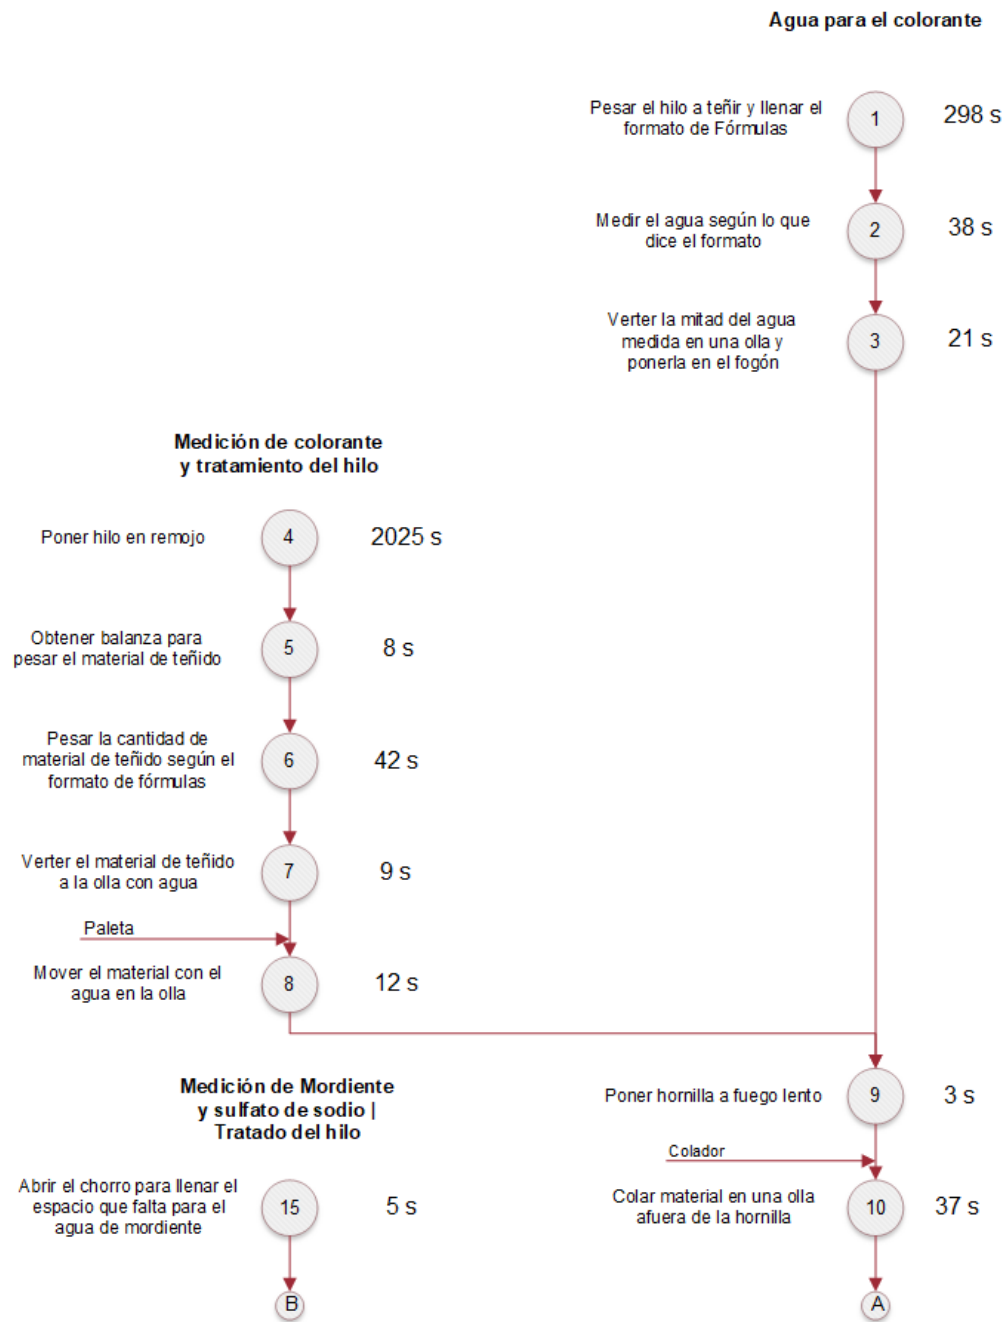 Agua para el colorante
Pesar el hilo a teñir y llenar el
formato de Fórmulas
1
298 s
Medir el agua según lo que
dice el formato
2
38 s
Verter la mitad del agua
medida en una olla y
ponerla en el fogón
3
21 s
Medición de colorante
y tratamiento del hilo
Poner hilo en remojo
4
2025 s
Obtener balanza para
pesar el material de teñido
5
8 s
Pesar la cantidad de
material de teñido según el
formato de fórmulas
6
42 s
Verter el material de teñido
a la olla con agua
7
9 s
Paleta
Mover el material con el
agua en la olla
8
12 s
Poner hornilla a fuego lento
9
3 s
Colador
Colar material en una olla
afuera de la hornilla
10
37 s
A
Medición de Mordiente
y sulfato de sodio |
Tratado del hilo
Abrir el chorro para llenar el
espacio que falta para el
agua de mordiente
15
5 s
B